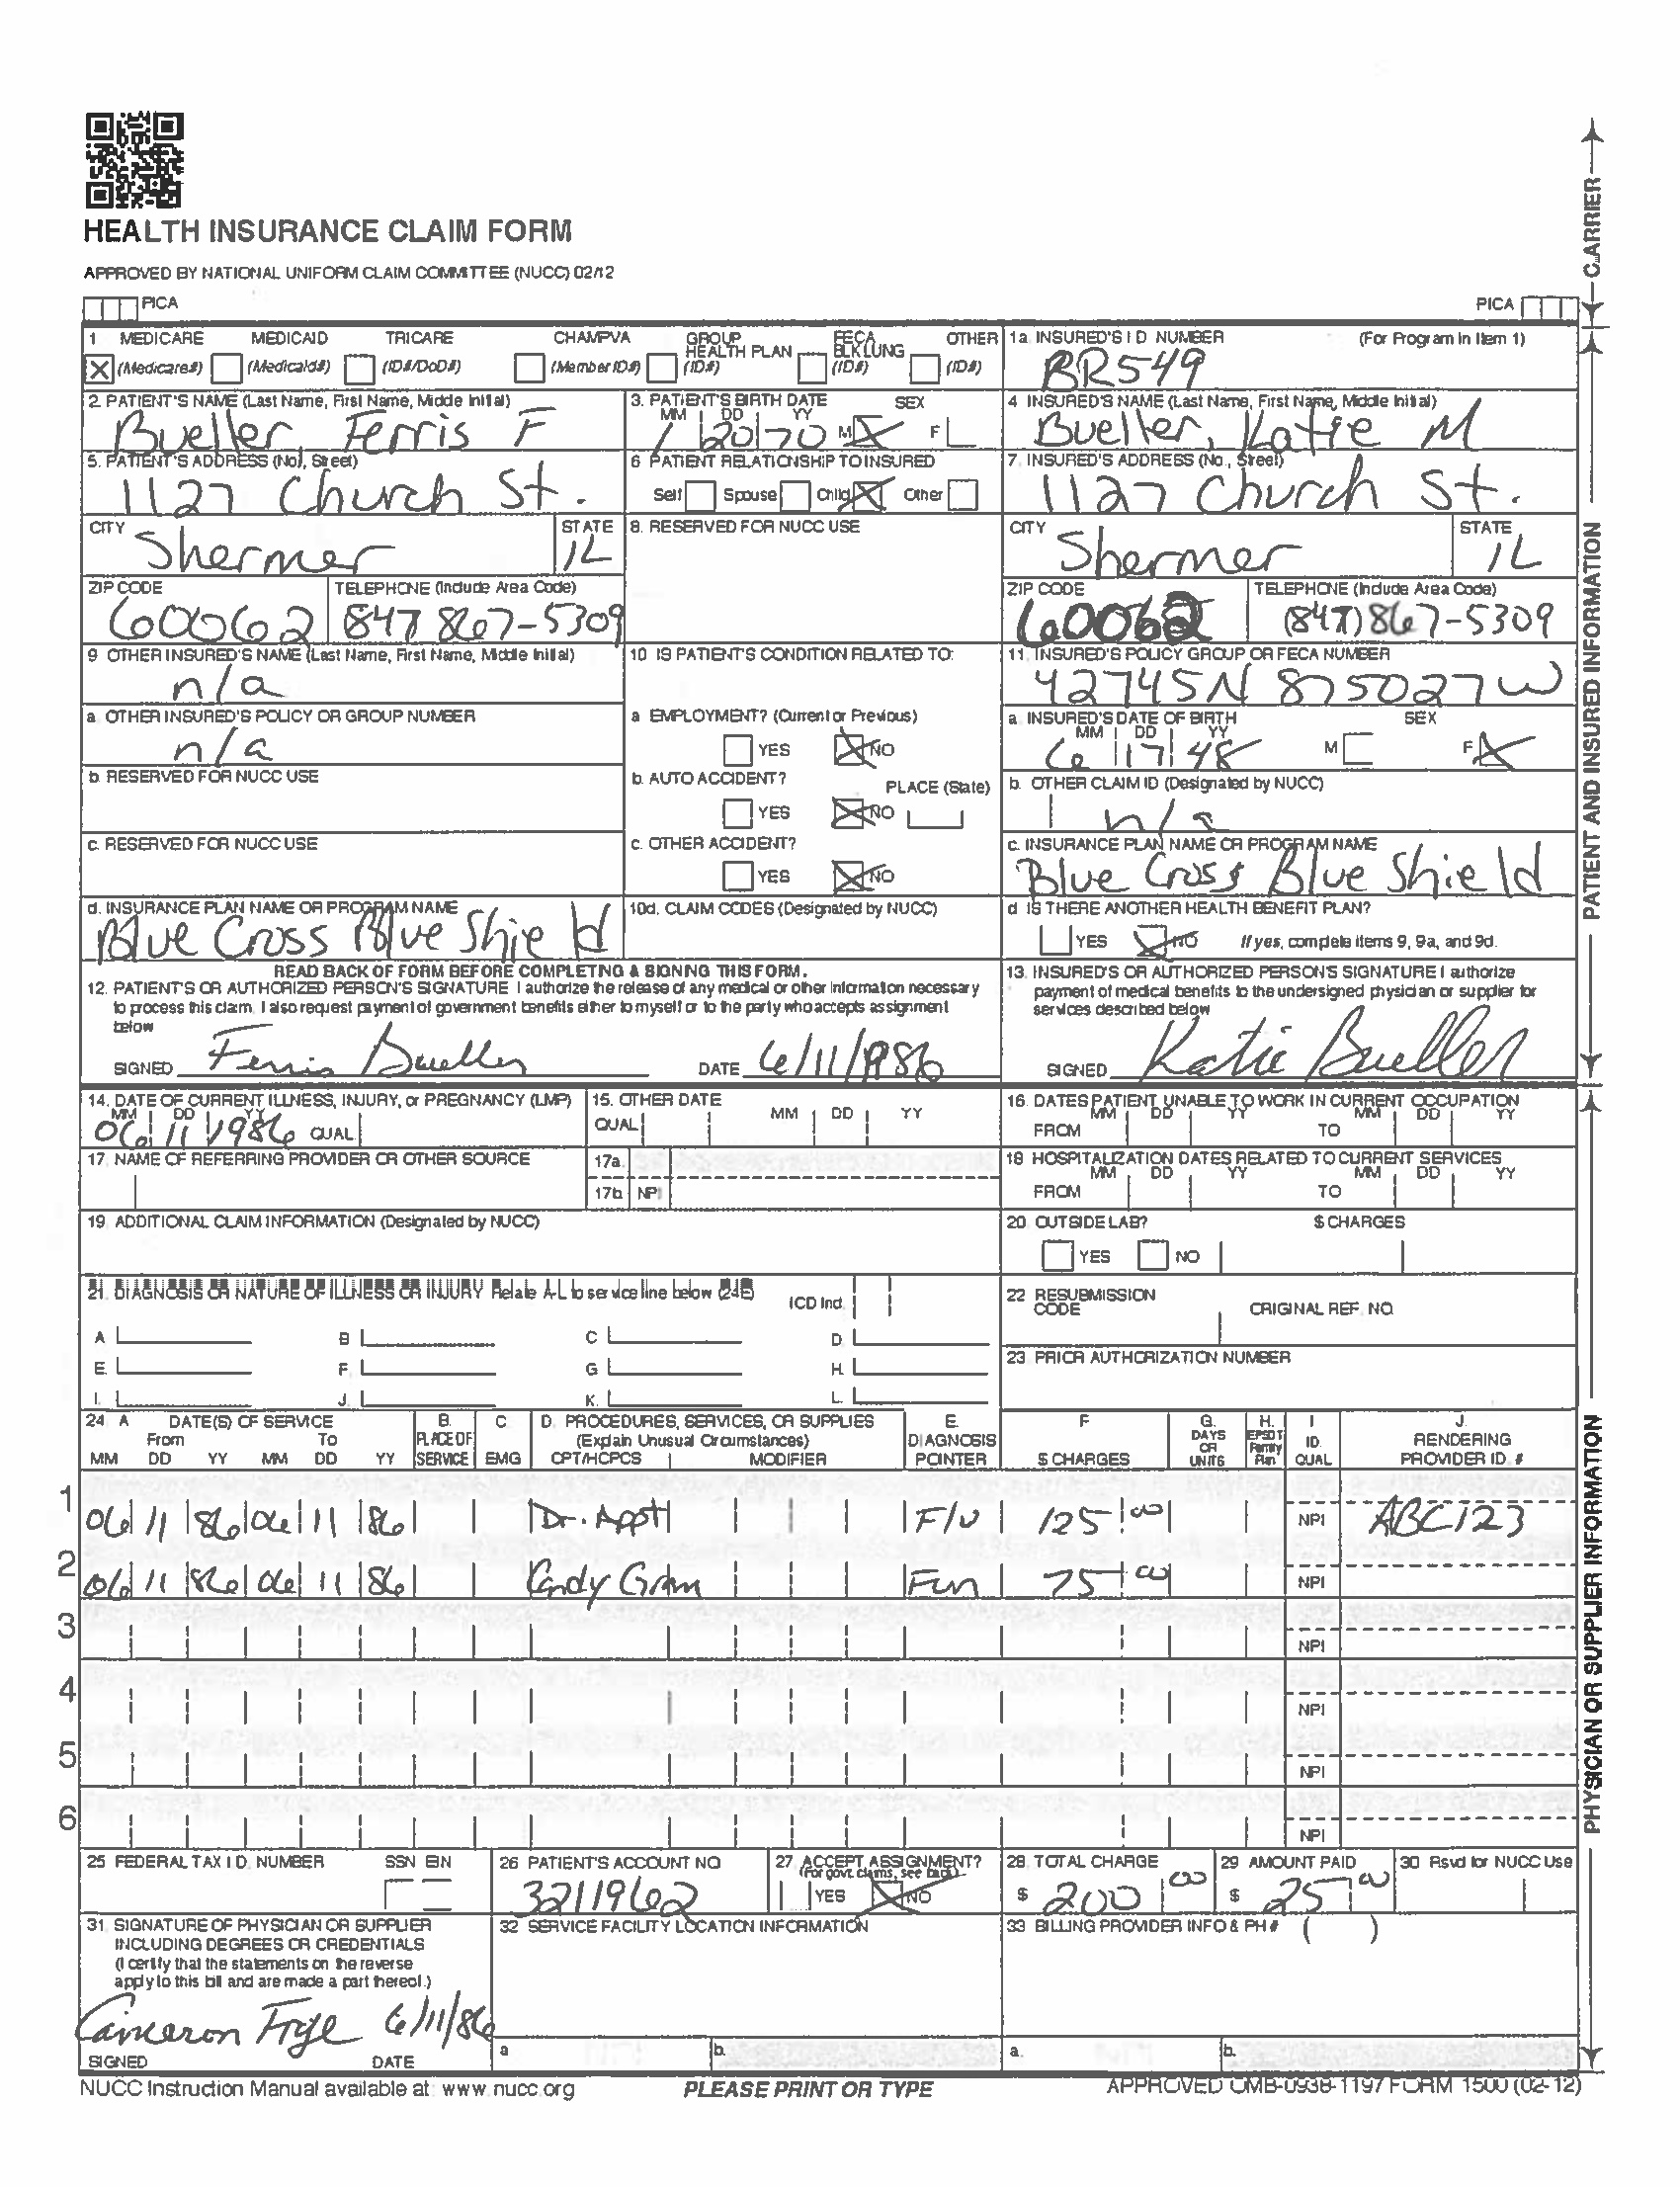 HEALTH INSURANCE CLAIM FORM
APPROVED BY NATIONAL UNIFORM CLAIM COMMITTEE (NUCC) 02/12
PICA
PICA
CARRIER
1 MEDICARE MEDICAID TRICARE CHAMPVA GROUP HEALTH PLAN FECA BLK LUNG OTHER
(Medicare#) (Medicaid#) (ID#/DoD#) (Member ID#) (ID#) (ID#) (ID#)
1a. INSURED'S I D NUMBER (For Program in Item 1)
BR549
2. PATIENT'S NAME (Last Name, First Name, Middle Initial)
Bueller, Ferris F
3. PATIENT'S BIRTH DATE SEX
MM DD YY
1 20 70 M X F
4 INSURED'S NAME (Last Name, First Name, Middle Initial)
Bueller, Katie M
5. PATIENT'S ADDRESS (No., Street)
1127 Church St.
6 PATIENT RELATIONSHIP TO INSURED
Self Spouse Child X Other
7. INSURED'S ADDRESS (No., Street)
1127 Church St.
CITY STATE
Shermer IL
8. RESERVED FOR NUCC USE
CITY STATE
Shermer IL
ZIP CODE TELEPHONE (Include Area Code)
60062 847 867-5309
ZIP CODE TELEPHONE (Include Area Code)
60062 (847) 867-5309
9 OTHER INSURED'S NAME (Last Name, First Name, Middle Initial)
n/a
10 IS PATIENT'S CONDITION RELATED TO:
11. INSURED'S POLICY GROUP OR FECA NUMBER
42745N 875027W
a. OTHER INSURED'S POLICY OR GROUP NUMBER
n/a
a EMPLOYMENT? (Current or Previous)
YES X NO
a. INSURED'S DATE OF BIRTH SEX
MM DD YY
6 17 48 M F X
b. RESERVED FOR NUCC USE
b. AUTO ACCIDENT? PLACE (State)
YES X NO
b. OTHER CLAIM ID (Designated by NUCC)
n/a
c. RESERVED FOR NUCC USE
c. OTHER ACCIDENT?
YES X NO
c. INSURANCE PLAN NAME OR PROGRAM NAME
Blue Cross Blue Shield
d. INSURANCE PLAN NAME OR PROGRAM NAME
Blue Cross Blue Shield
10d. CLAIM CODES (Designated by NUCC)
d IS THERE ANOTHER HEALTH BENEFIT PLAN?
YES X NO If yes, complete items 9, 9a, and 9d.
READ BACK OF FORM BEFORE COMPLETING & SIGNING THIS FORM.
12. PATIENT'S OR AUTHORIZED PERSON'S SIGNATURE I authorize the release of any medical or other information necessary
to process this claim. I also request payment of government benefits either to myself or to the party who accepts assignment
below
SIGNED Ferris Bueller DATE 6/11/1986
13. INSURED'S OR AUTHORIZED PERSON'S SIGNATURE I authorize
payment of medical benefits to the undersigned physician or supplier for
services described below
SIGNED Katie Bueller
PATIENT AND INSURED INFORMATION
14. DATE OF CURRENT ILLNESS, INJURY, or PREGNANCY (LMP)
MM DD YY
06 11 1986 QUAL
15. OTHER DATE
QUAL MM DD YY
16. DATES PATIENT UNABLE TO WORK IN CURRENT OCCUPATION
MM DD YY MM DD YY
FROM TO
17. NAME OF REFERRING PROVIDER OR OTHER SOURCE
17a.
17b. NPI
18 HOSPITALIZATION DATES RELATED TO CURRENT SERVICES
MM DD YY MM DD YY
FROM TO
19. ADDITIONAL CLAIM INFORMATION (Designated by NUCC)
20. OUTSIDE LAB? $ CHARGES
YES NO
21. DIAGNOSIS OR NATURE OF ILLNESS OR INJURY Relate A-L to service line below (24E) ICD Ind.
A B C D.
E. F. G H.
I. J. K. L.
22 RESUBMISSION CODE ORIGINAL REF. NO.
23. PRIOR AUTHORIZATION NUMBER
24. A DATE(S) OF SERVICE B. C. D. PROCEDURES, SERVICES, OR SUPPLIES E. F G. H. I J.
From To PLACE OF (Explain Unusual Circumstances) DIAGNOSIS DAYS OR UNITS EPSDT Family Plan ID. RENDERING
MM DD YY MM DD YY SERVICE EMG CPT/HCPCS MODIFIER POINTER $ CHARGES QUAL PROVIDER ID. #
1 06 11 86 06 11 86 Dr. Appt F/U 125 00 NPI ABC123
2 06 11 86 06 11 86 Candy Gram Fun 75 00 NPI
3 NPI
4 NPI
5 NPI
6 NPI
25 FEDERAL TAX I.D. NUMBER SSN EIN
26 PATIENT'S ACCOUNT NO
3211962
27. ACCEPT ASSIGNMENT?
(For govt. claims, see back)
YES X NO
28. TOTAL CHARGE
$ 200 00
29 AMOUNT PAID
$ 25 00
30 Rsvd for NUCC Use
31. SIGNATURE OF PHYSICIAN OR SUPPLIER
INCLUDING DEGREES OR CREDENTIALS
(I certify that the statements on the reverse
apply to this bill and are made a part thereof.)
Cameron Frye 6/11/86
SIGNED DATE
32 SERVICE FACILITY LOCATION INFORMATION
a b.
33 BILLING PROVIDER INFO & PH # ( )
a. b.
PHYSICIAN OR SUPPLIER INFORMATION
NUCC Instruction Manual available at: www.nucc.org
PLEASE PRINT OR TYPE
APPROVED OMB-0938-1197 FORM 1500 (02-12)